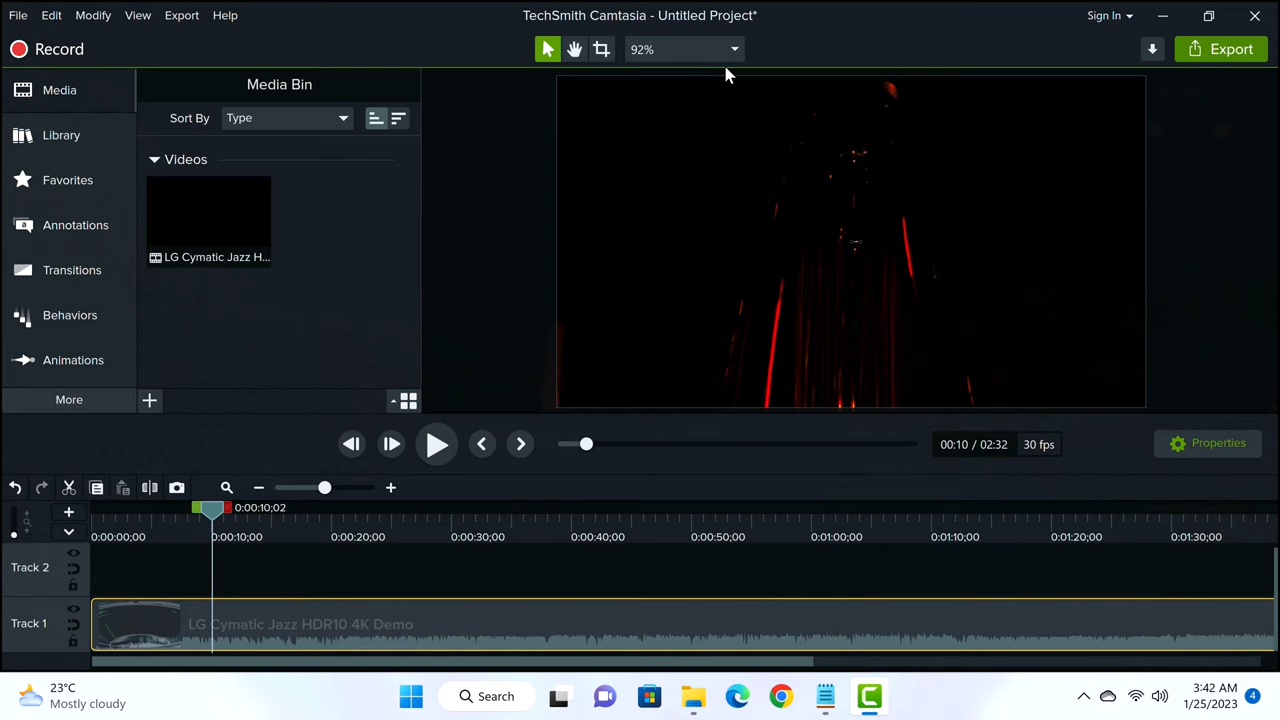 File Edit Modify View Export Help
TechSmith Camtasia - Untitled Project*
Sign In
Record
92%
Export
Media
Library
Favorites
Annotations
Transitions
Behaviors
Animations
More
Media Bin
Sort By Type
Videos
LG Cymatic Jazz H...
00:10 / 02:32 30 fps
Properties
0:00:10;02
0:00:00;00 0:00:10;00 0:00:20;00 0:00:30;00 0:00:40;00 0:00:50;00 0:01:00;00 0:01:10;00 0:01:20;00 0:01:30;00
Track 2
Track 1
LG Cymatic Jazz HDR10 4K Demo
23°C
Mostly cloudy
Search
3:42 AM
1/25/2023
4